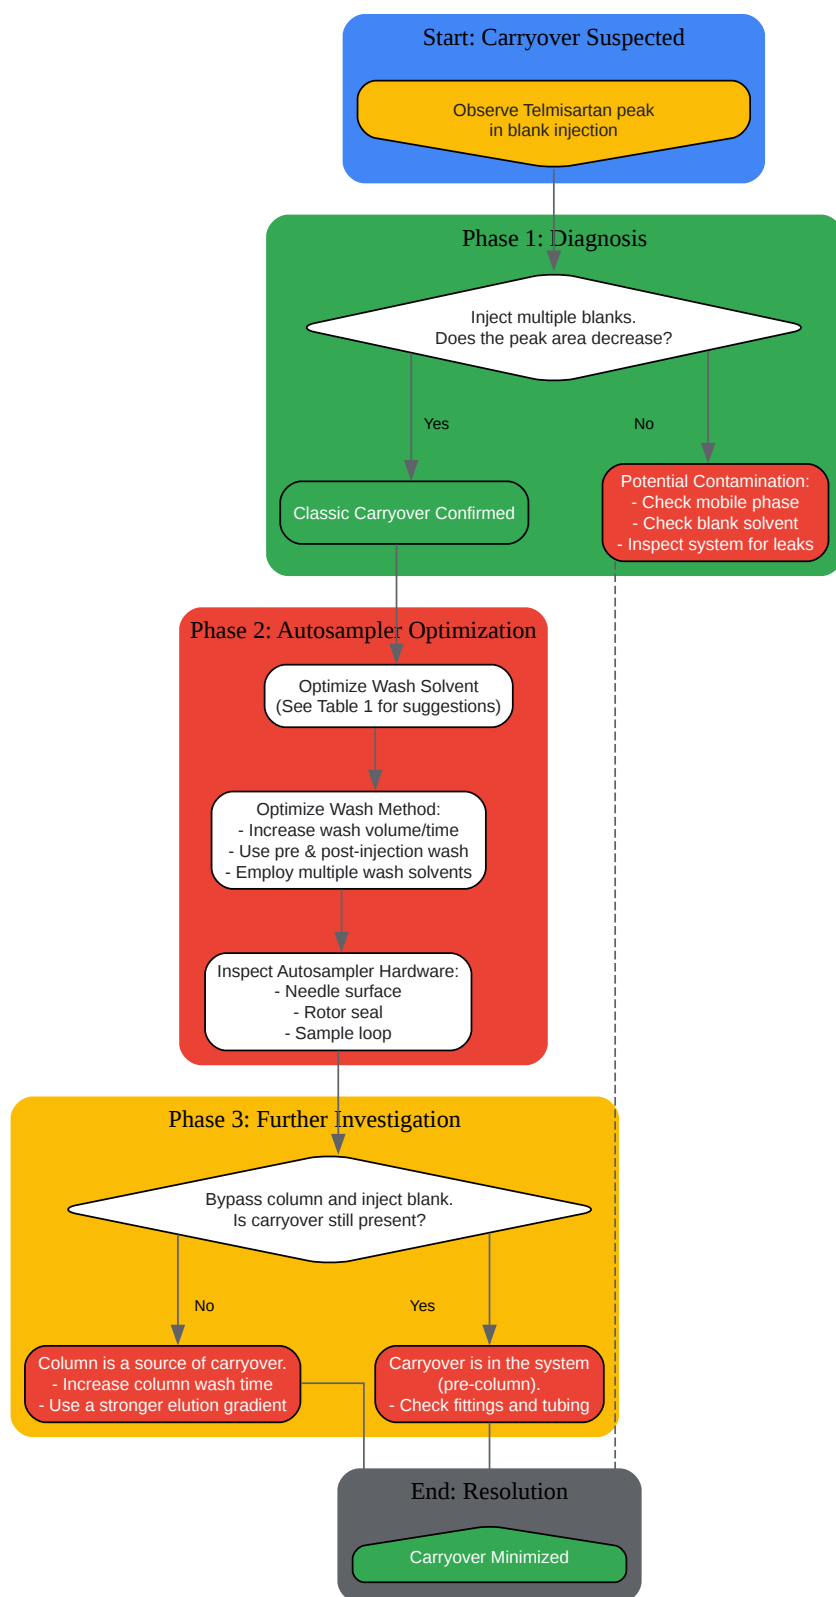 Start: Carryover Suspected
Observe Telmisartan peak
in blank injection
Phase 1: Diagnosis
Inject multiple blanks.
Does the peak area decrease?
Yes
No
Classic Carryover Confirmed
Potential Contamination:
- Check mobile phase
- Check blank solvent
- Inspect system for leaks
Phase 2: Autosampler Optimization
Optimize Wash Solvent
(See Table 1 for suggestions)
Optimize Wash Method:
- Increase wash volume/time
- Use pre & post-injection wash
- Employ multiple wash solvents
Inspect Autosampler Hardware:
- Needle surface
- Rotor seal
- Sample loop
Phase 3: Further Investigation
Bypass column and inject blank.
Is carryover still present?
No
Yes
Column is a source of carryover.
- Increase column wash time
- Use a stronger elution gradient
Carryover is in the system
(pre-column).
- Check fittings and tubing
End: Resolution
Carryover Minimized